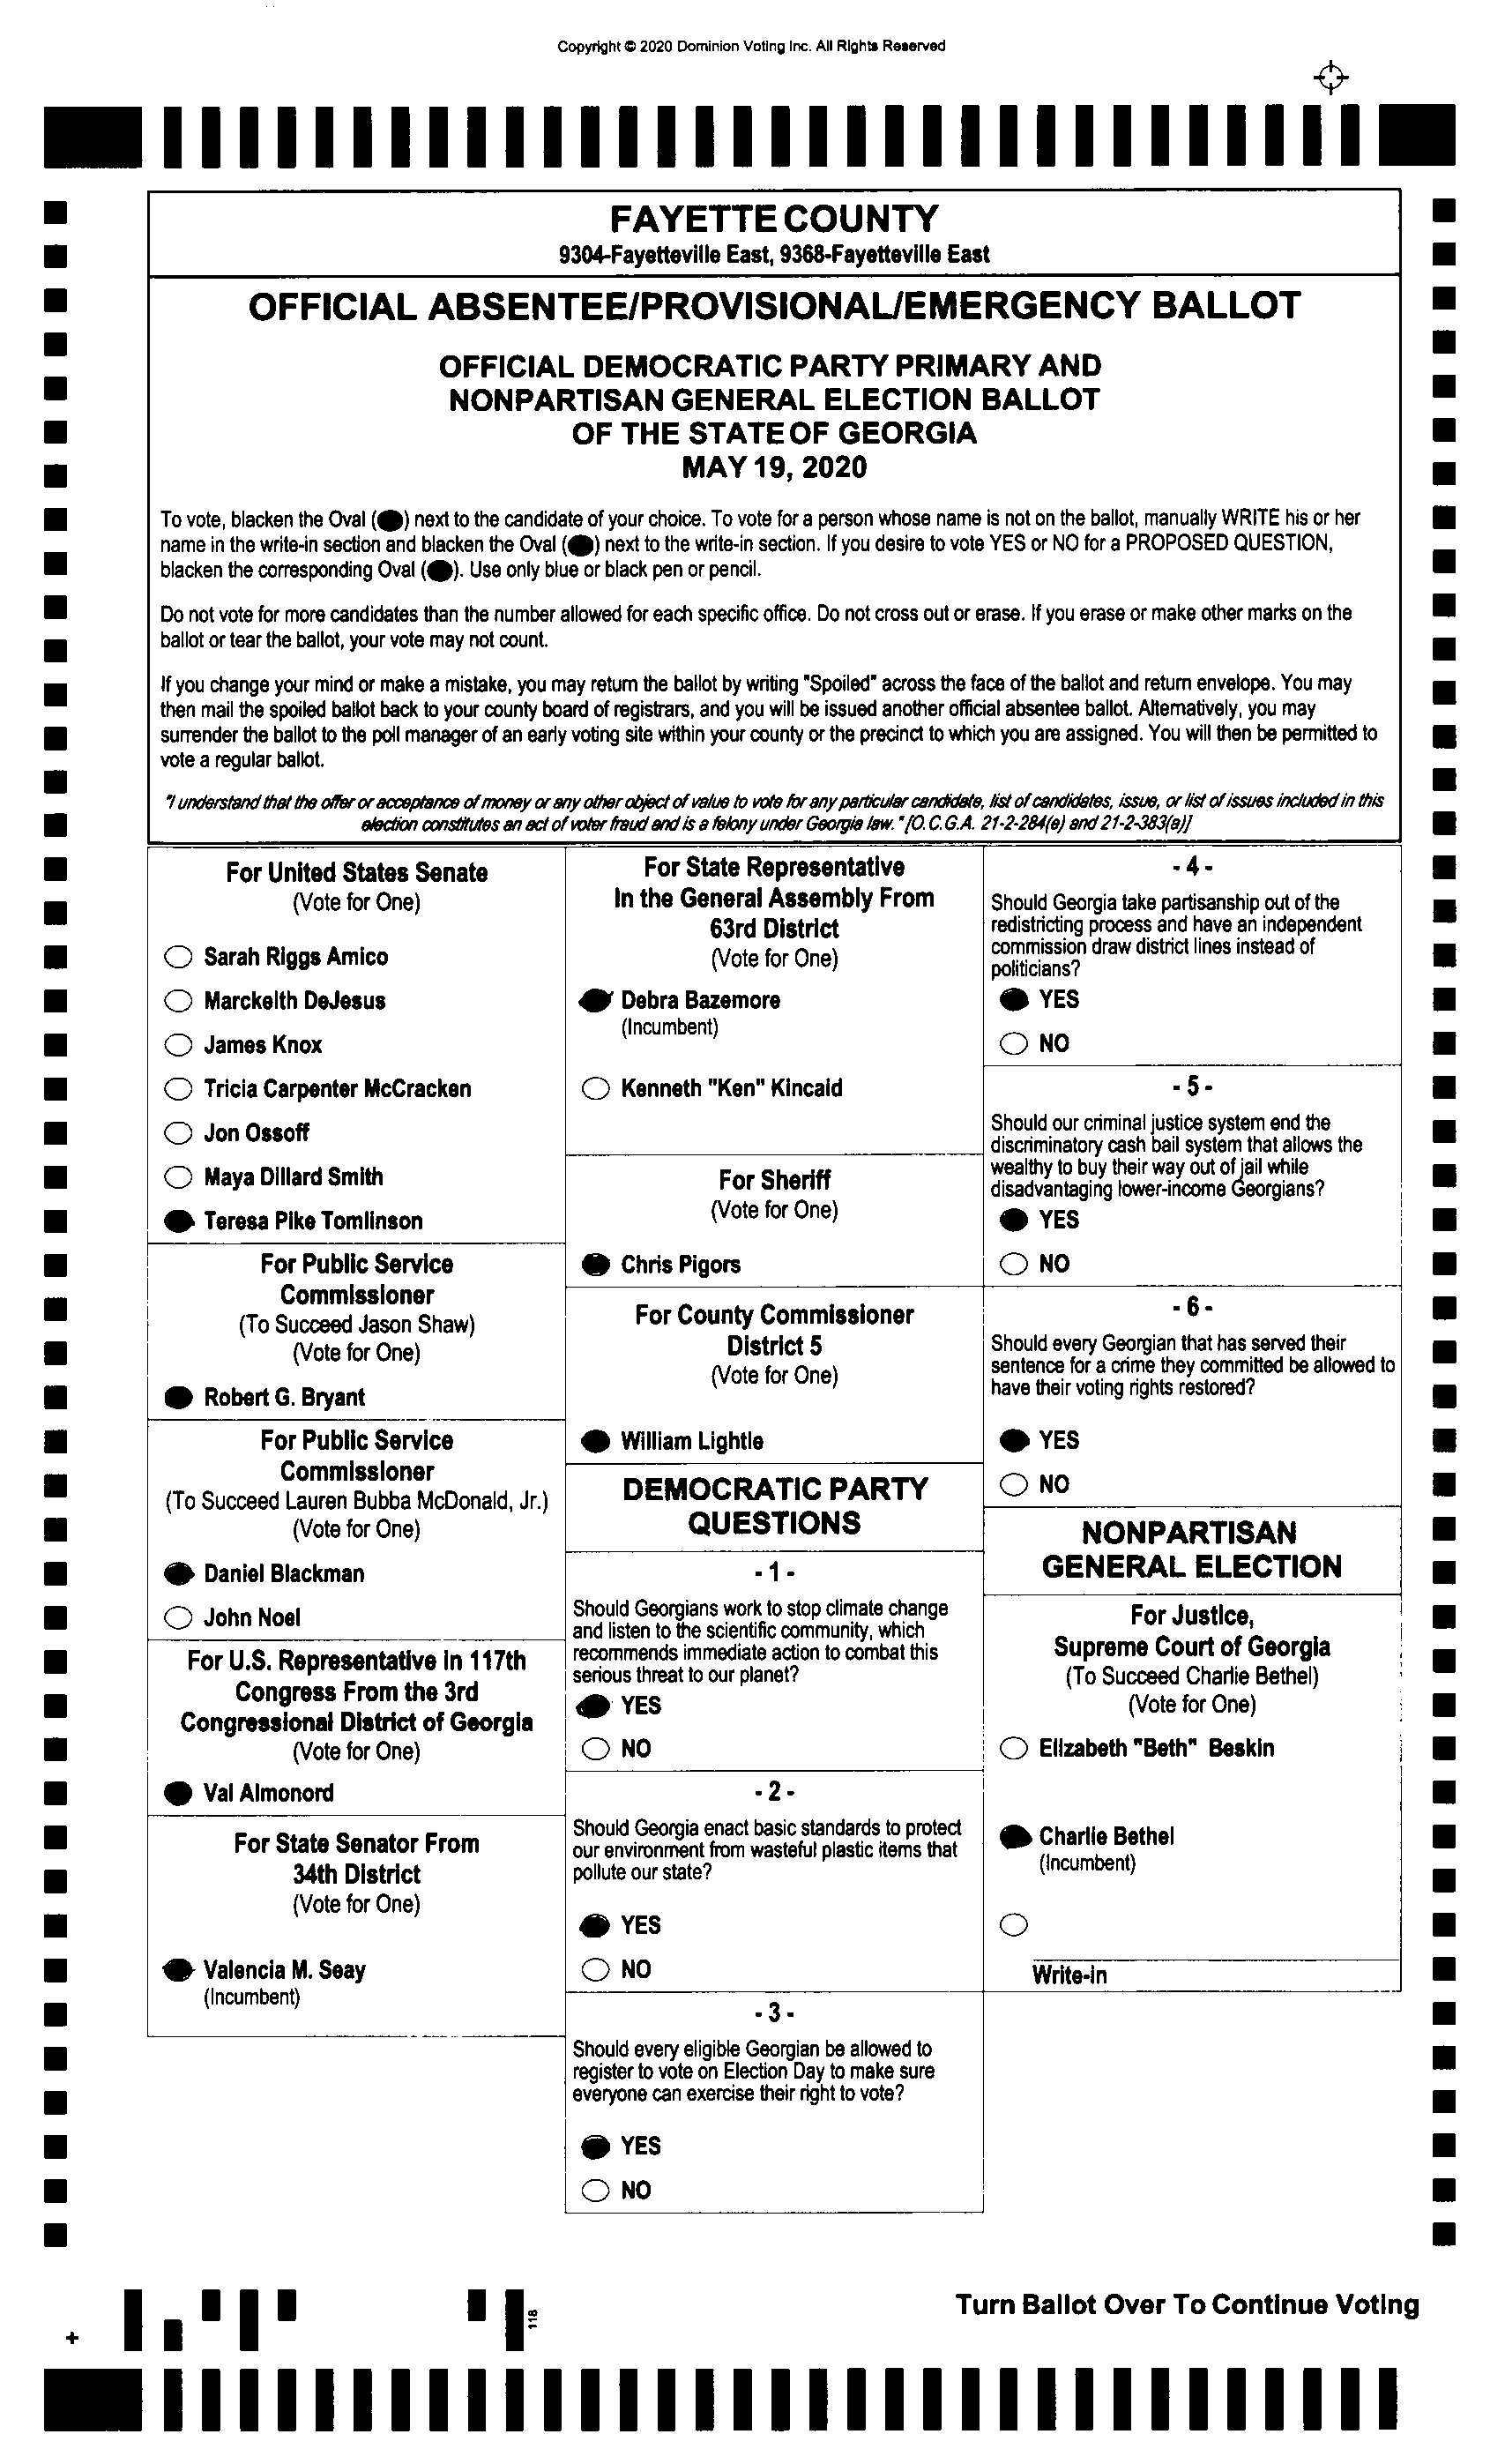 Copyright © 2020 Dominion Voting Inc. All Rights Reserved
FAYETTE COUNTY
9304-Fayetteville East, 9368-Fayetteville East
OFFICIAL ABSENTEE/PROVISIONAL/EMERGENCY BALLOT
OFFICIAL DEMOCRATIC PARTY PRIMARY AND
NONPARTISAN GENERAL ELECTION BALLOT
OF THE STATE OF GEORGIA
MAY 19, 2020
To vote, blacken the Oval (●) next to the candidate of your choice. To vote for a person whose name is not on the ballot, manually WRITE his or her
name in the write-in section and blacken the Oval (●) next to the write-in section. If you desire to vote YES or NO for a PROPOSED QUESTION,
blacken the corresponding Oval (●). Use only blue or black pen or pencil.
Do not vote for more candidates than the number allowed for each specific office. Do not cross out or erase. If you erase or make other marks on the
ballot or tear the ballot, your vote may not count.
If you change your mind or make a mistake, you may return the ballot by writing "Spoiled" across the face of the ballot and return envelope. You may
then mail the spoiled ballot back to your county board of registrars, and you will be issued another official absentee ballot. Alternatively, you may
surrender the ballot to the poll manager of an early voting site within your county or the precinct to which you are assigned. You will then be permitted to
vote a regular ballot.
"I understand that the offer or acceptance of money or any other object of value to vote for any particular candidate, list of candidates, issue, or list of issues included in this
election constitutes an act of voter fraud and is a felony under Georgia law." [O.C.G.A. 21-2-284(e) and 21-2-383(a)]
For United States Senate
(Vote for One)
Sarah Riggs Amico
Marckeith DeJesus
James Knox
Tricia Carpenter McCracken
Jon Ossoff
Maya Dillard Smith
Teresa Pike Tomlinson
For Public Service
Commissioner
(To Succeed Jason Shaw)
(Vote for One)
Robert G. Bryant
For Public Service
Commissioner
(To Succeed Lauren Bubba McDonald, Jr.)
(Vote for One)
Daniel Blackman
John Noel
For U.S. Representative in 117th
Congress From the 3rd
Congressional District of Georgia
(Vote for One)
Val Almonord
For State Senator From
34th District
(Vote for One)
Valencia M. Seay
(Incumbent)
For State Representative
In the General Assembly From
63rd District
(Vote for One)
Debra Bazemore
(Incumbent)
Kenneth "Ken" Kincaid
For Sheriff
(Vote for One)
Chris Pigors
For County Commissioner
District 5
(Vote for One)
William Lightle
DEMOCRATIC PARTY
QUESTIONS
- 1 -
Should Georgians work to stop climate change
and listen to the scientific community, which
recommends immediate action to combat this
serious threat to our planet?
YES
NO
- 2 -
Should Georgia enact basic standards to protect
our environment from wasteful plastic items that
pollute our state?
YES
NO
- 3 -
Should every eligible Georgian be allowed to
register to vote on Election Day to make sure
everyone can exercise their right to vote?
YES
NO
- 4 -
Should Georgia take partisanship out of the
redistricting process and have an independent
commission draw district lines instead of
politicians?
YES
NO
- 5 -
Should our criminal justice system end the
discriminatory cash bail system that allows the
wealthy to buy their way out of jail while
disadvantaging lower-income Georgians?
YES
NO
- 6 -
Should every Georgian that has served their
sentence for a crime they committed be allowed to
have their voting rights restored?
YES
NO
NONPARTISAN
GENERAL ELECTION
For Justice,
Supreme Court of Georgia
(To Succeed Charlie Bethel)
(Vote for One)
Elizabeth "Beth" Beskin
Charlie Bethel
(Incumbent)
Write-in
Turn Ballot Over To Continue Voting
118